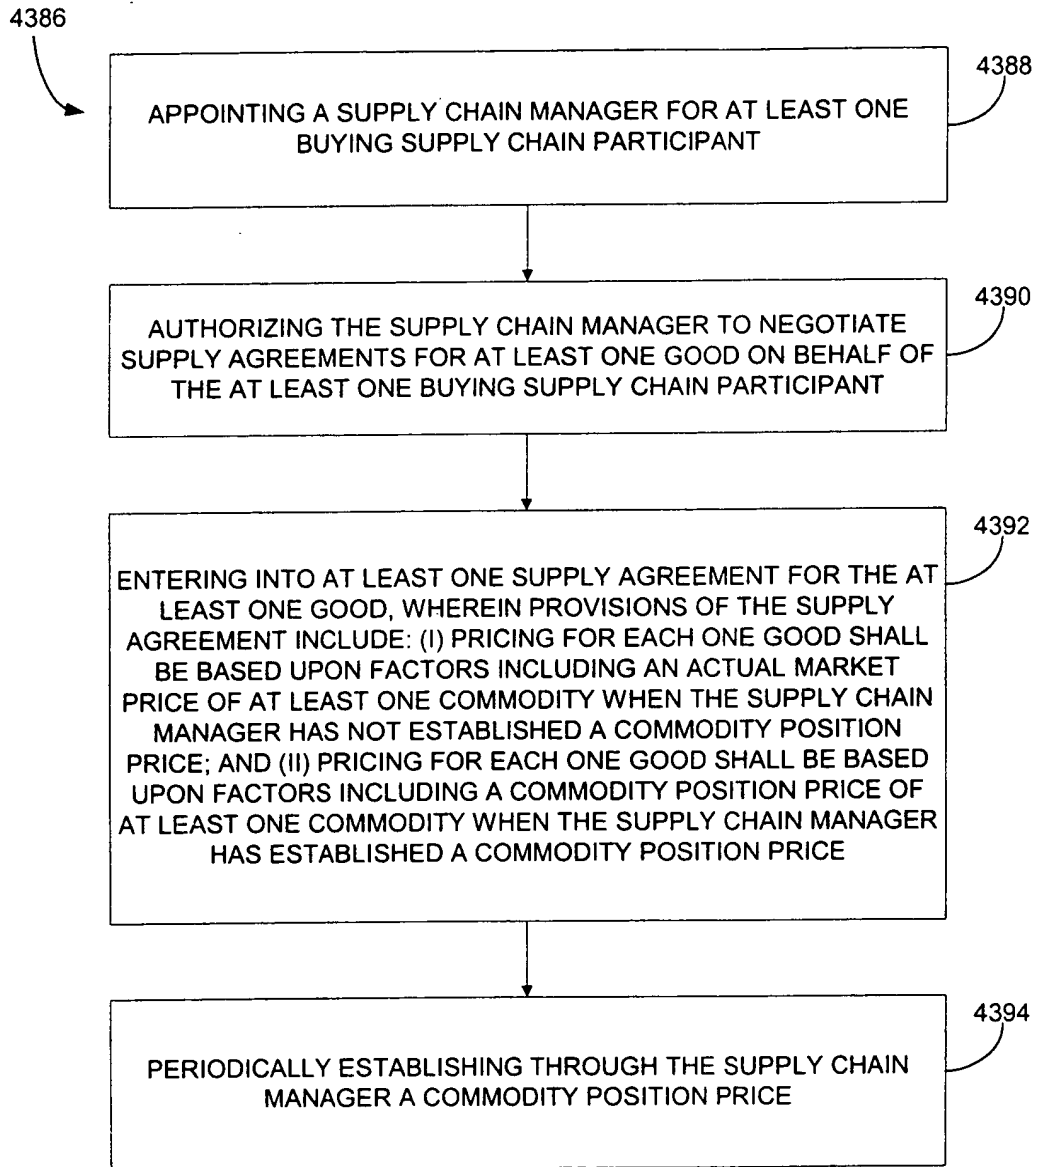 4386
4388
APPOINTING A SUPPLY CHAIN MANAGER FOR AT LEAST ONE
BUYING SUPPLY CHAIN PARTICIPANT
4390
AUTHORIZING THE SUPPLY CHAIN MANAGER TO NEGOTIATE
SUPPLY AGREEMENTS FOR AT LEAST ONE GOOD ON BEHALF OF
THE AT LEAST ONE BUYING SUPPLY CHAIN PARTICIPANT
4392
ENTERING INTO AT LEAST ONE SUPPLY AGREEMENT FOR THE AT
LEAST ONE GOOD, WHEREIN PROVISIONS OF THE SUPPLY
AGREEMENT INCLUDE: (I) PRICING FOR EACH ONE GOOD SHALL
BE BASED UPON FACTORS INCLUDING AN ACTUAL MARKET
PRICE OF AT LEAST ONE COMMODITY WHEN THE SUPPLY CHAIN
MANAGER HAS NOT ESTABLISHED A COMMODITY POSITION
PRICE; AND (II) PRICING FOR EACH ONE GOOD SHALL BE BASED
UPON FACTORS INCLUDING A COMMODITY POSITION PRICE OF
AT LEAST ONE COMMODITY WHEN THE SUPPLY CHAIN MANAGER
HAS ESTABLISHED A COMMODITY POSITION PRICE
4394
PERIODICALLY ESTABLISHING THROUGH THE SUPPLY CHAIN
MANAGER A COMMODITY POSITION PRICE